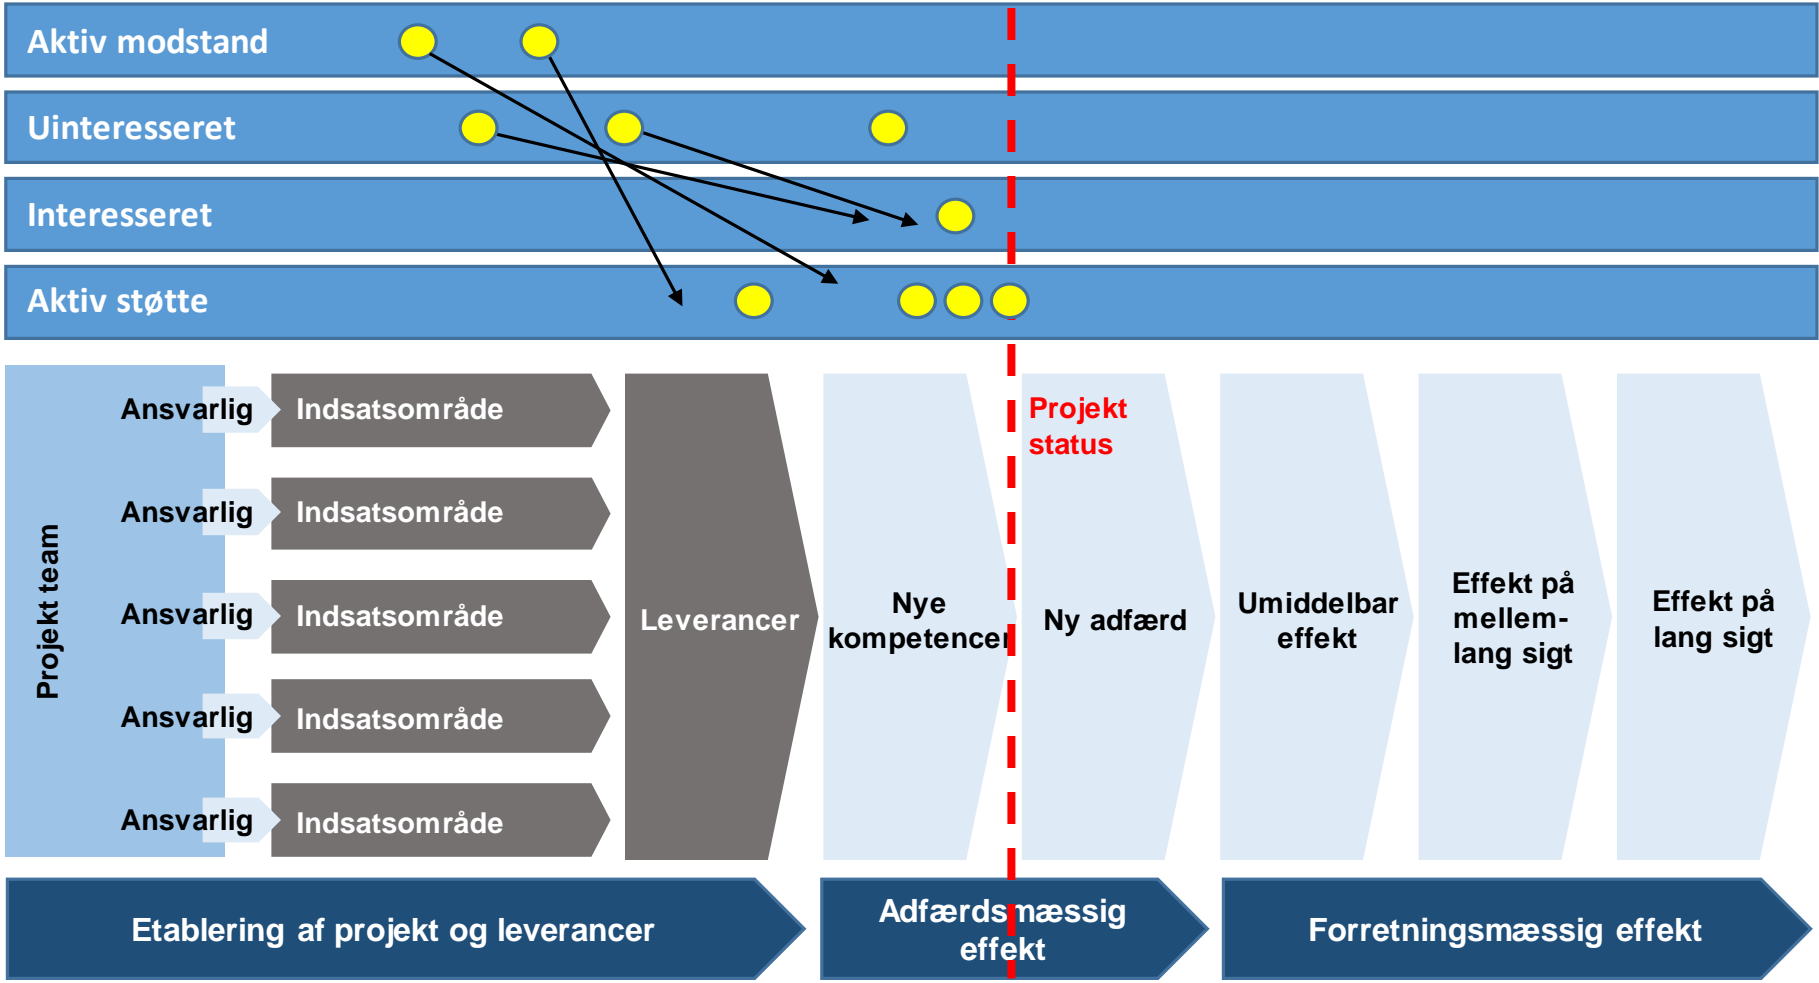 Aktiv modstand
Uinteresseret
Interesseret
Aktiv støtte
Projekt team
Ansvarlig
Indsatsområde
Ansvarlig
Indsatsområde
Ansvarlig
Indsatsområde
Ansvarlig
Indsatsområde
Ansvarlig
Indsatsområde
Leverancer
Nye
kompetencer
Projekt
status
Ny adfærd
Umiddelbar
effekt
Effekt på
mellem-
lang sigt
Effekt på
lang sigt
Etablering af projekt og leverancer
Adfærdsmæssig
effekt
Forretningsmæssig effekt